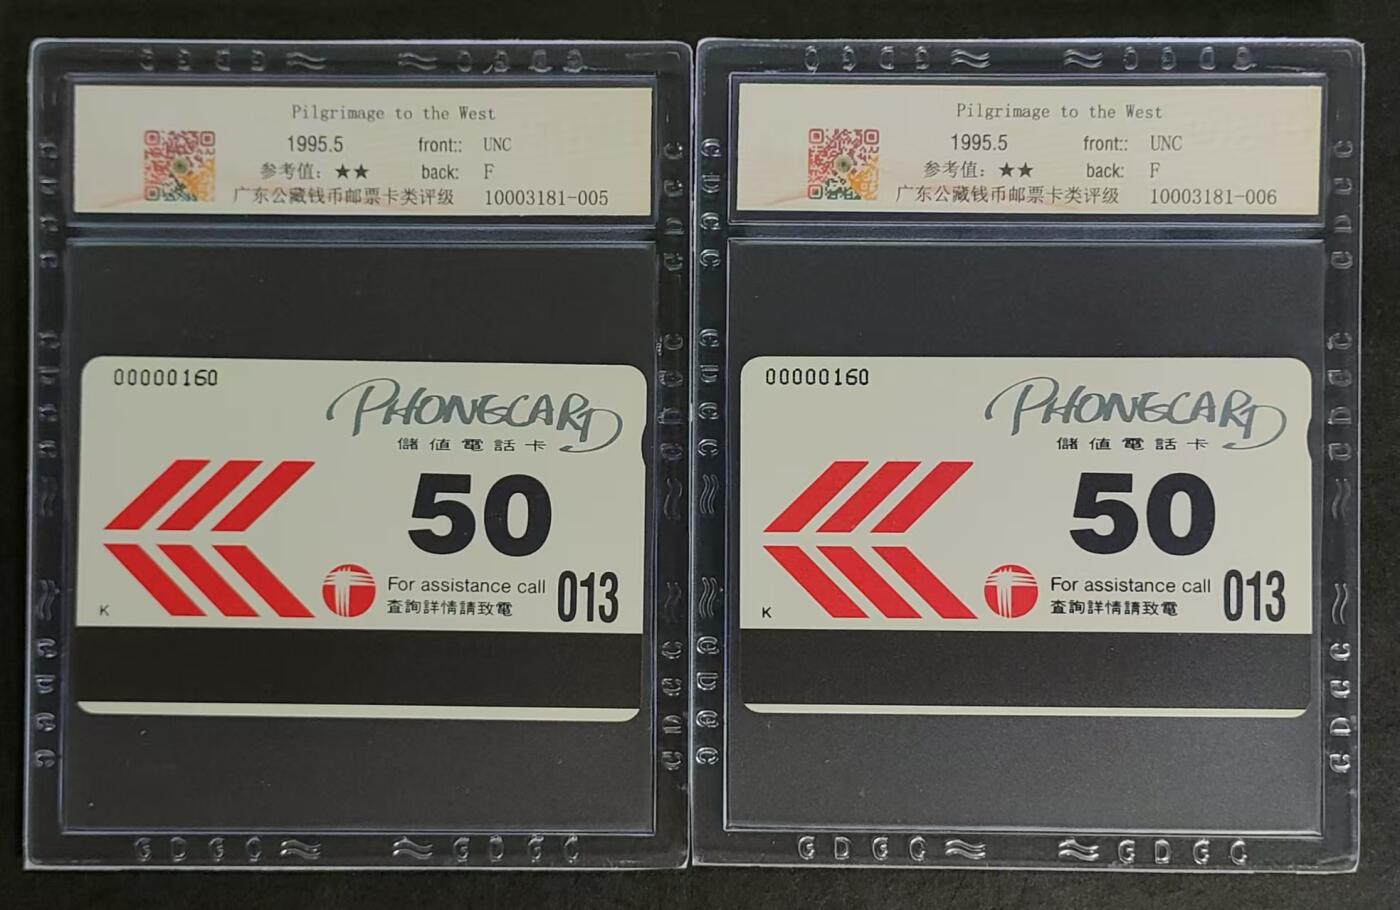 Pilgrimage to the West
1995.5 front:: UNC
参考值：★★ back: F
广东公藏钱币邮票卡类评级 10003181-005
00000160
PHONECARD
儲值電話卡
50
For assistance call 013
查詢詳情請致電
K
Pilgrimage to the West
1995.5 front:: UNC
参考值：★★ back: F
广东公藏钱币邮票卡类评级 10003181-006
00000160
PHONECARD
儲值電話卡
50
For assistance call 013
查詢詳情請致電
K